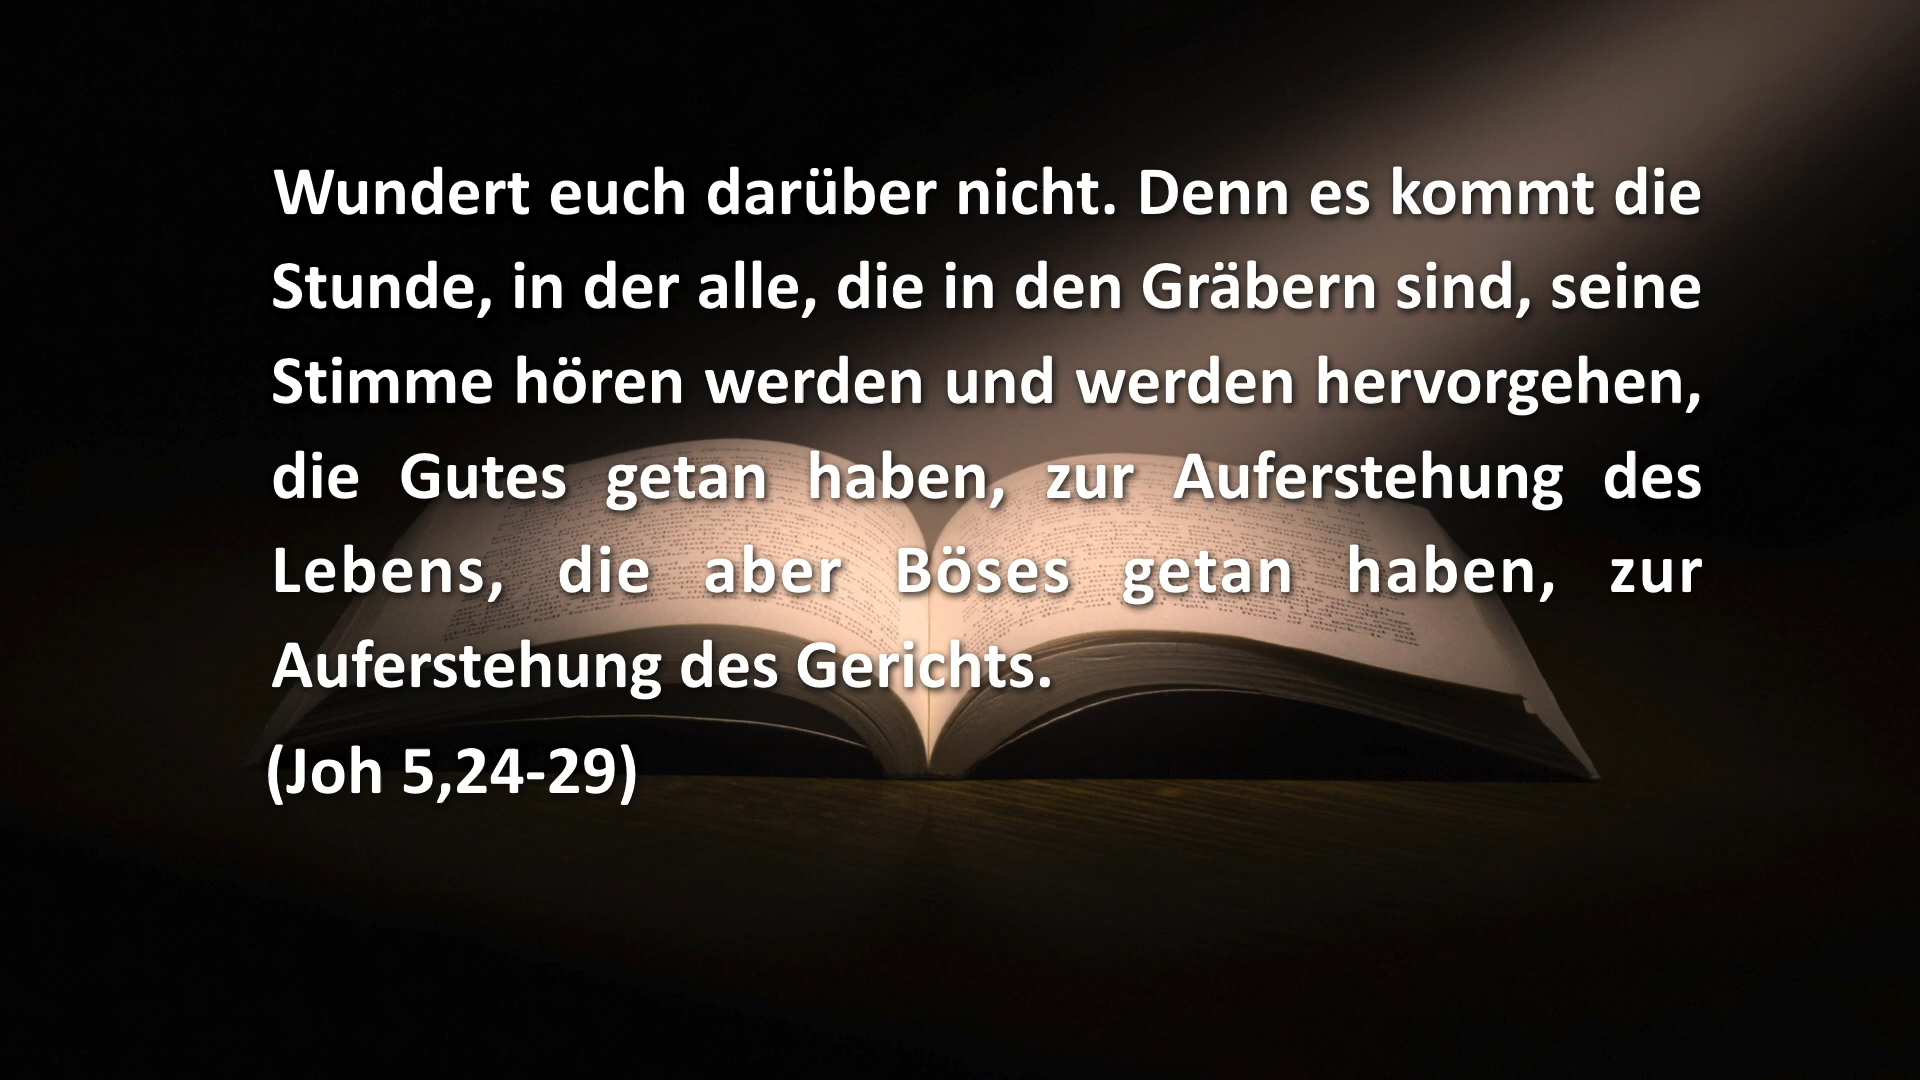 Wundert euch darüber nicht. Denn es kommt die
Stunde, in der alle, die in den Gräbern sind, seine
Stimme hören werden und werden hervorgehen,
die Gutes getan haben, zur Auferstehung des
Lebens, die aber Böses getan haben, zur
Auferstehung des Gerichts.
(Joh 5,24-29)